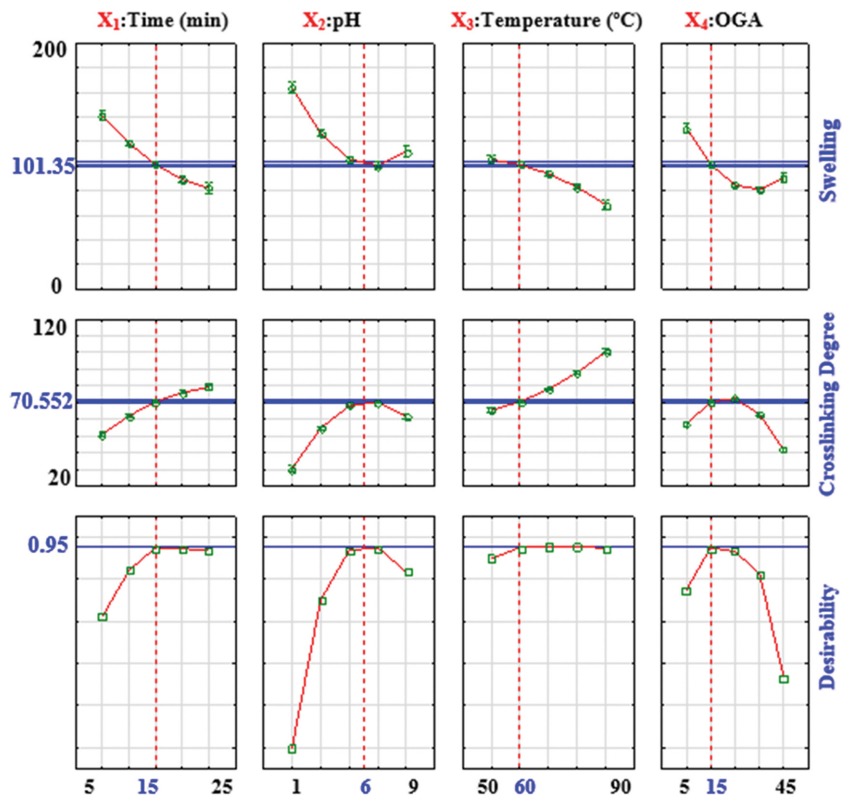 X₁:Time (min) X₂:pH X₃:Temperature (°C) X₄:OGA
200
101.35
0
Swelling
120
70.552
20
Crosslinking Degree
0.95
Desirability
5 15 25 1 6 9 50 60 90 5 15 45